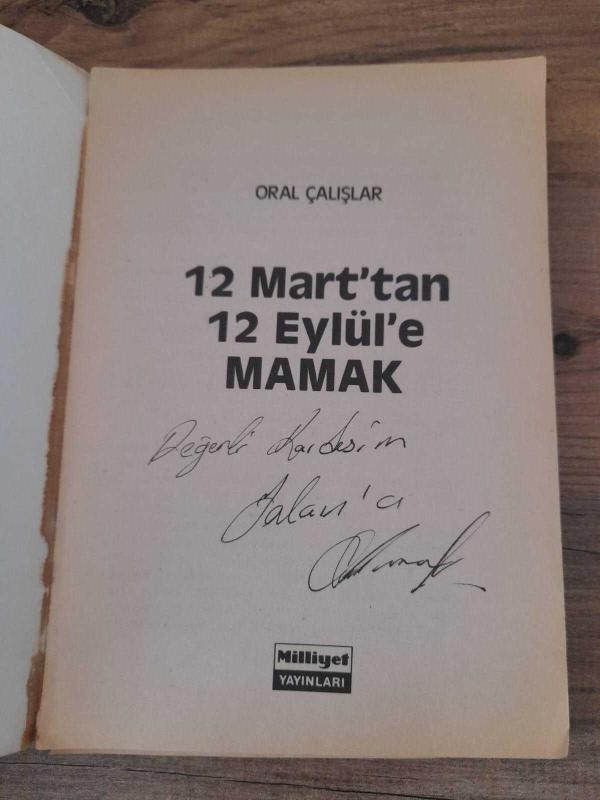 ORAL ÇALIŞLAR
12 Mart'tan
12 Eylül'e
MAMAK
Değerli Kardeşim
Milliyet
YAYINLARI